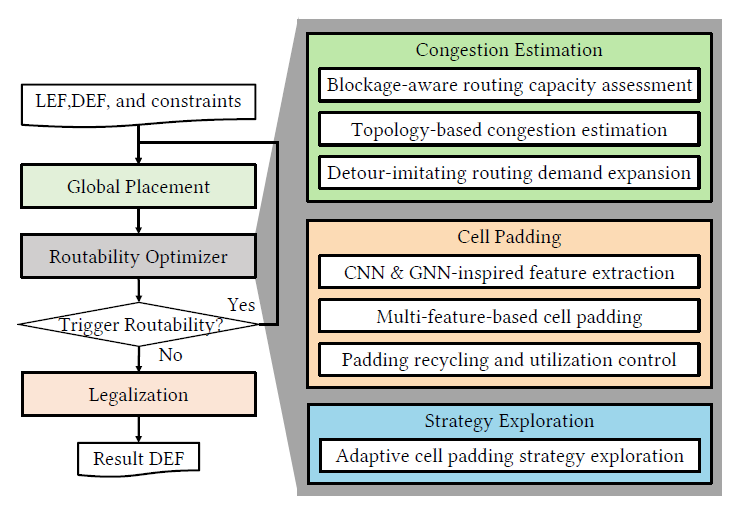 LEF,DEF, and constraints
Global Placement
Routability Optimizer
Trigger Routability?
Yes
No
Legalization
Result DEF
Congestion Estimation
Blockage-aware routing capacity assessment
Topology-based congestion estimation
Detour-imitating routing demand expansion
Cell Padding
CNN & GNN-inspired feature extraction
Multi-feature-based cell padding
Padding recycling and utilization control
Strategy Exploration
Adaptive cell padding strategy exploration